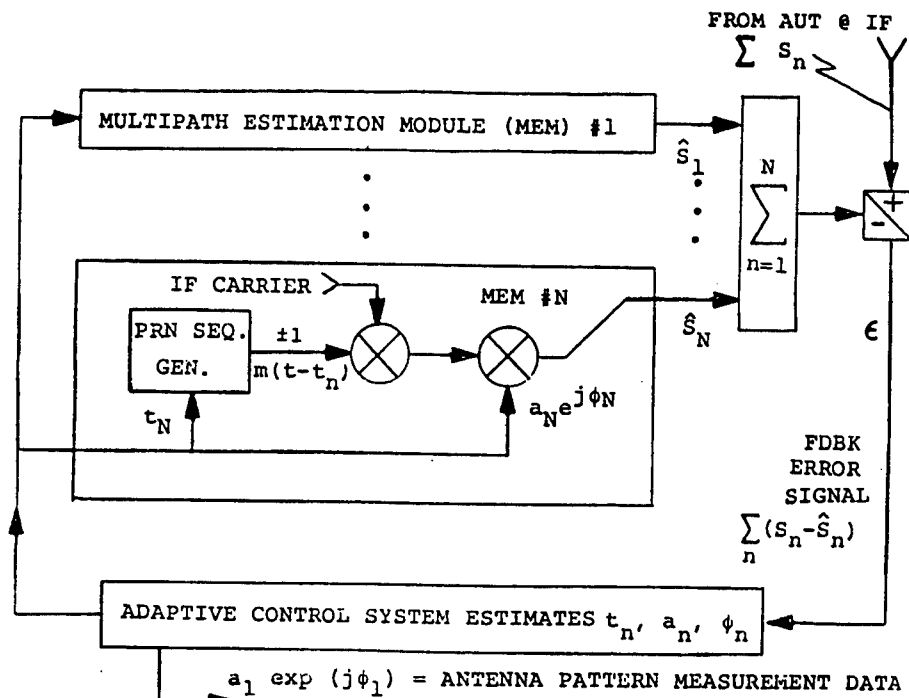 FROM AUT @ IF
∑ S_n
MULTIPATH ESTIMATION MODULE (MEM) #1
Ŝ_1
N
∑
n=1
+
-
IF CARRIER
MEM #N
PRN SEQ.
GEN.
±1
m(t-t_n)
Ŝ_N
ϵ
t_N
a_N e^{jϕN}
FDBK
ERROR
SIGNAL
∑_n (S_n-Ŝ_n)
ADAPTIVE CONTROL SYSTEM ESTIMATES t_n, a_n, ϕ_n
a_1 exp (jϕ_1) = ANTENNA PATTERN MEASUREMENT DATA